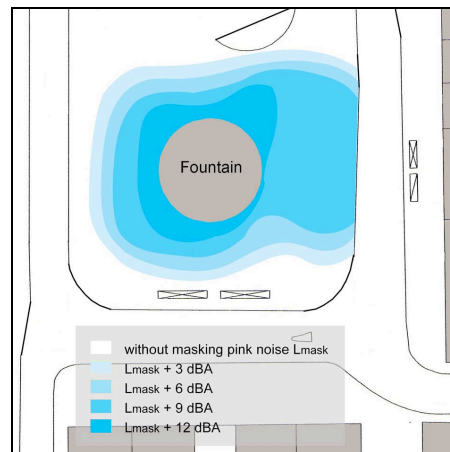 Fountain
without masking pink noise Lmask
Lmask + 3 dBA
Lmask + 6 dBA
Lmask + 9 dBA
Lmask + 12 dBA